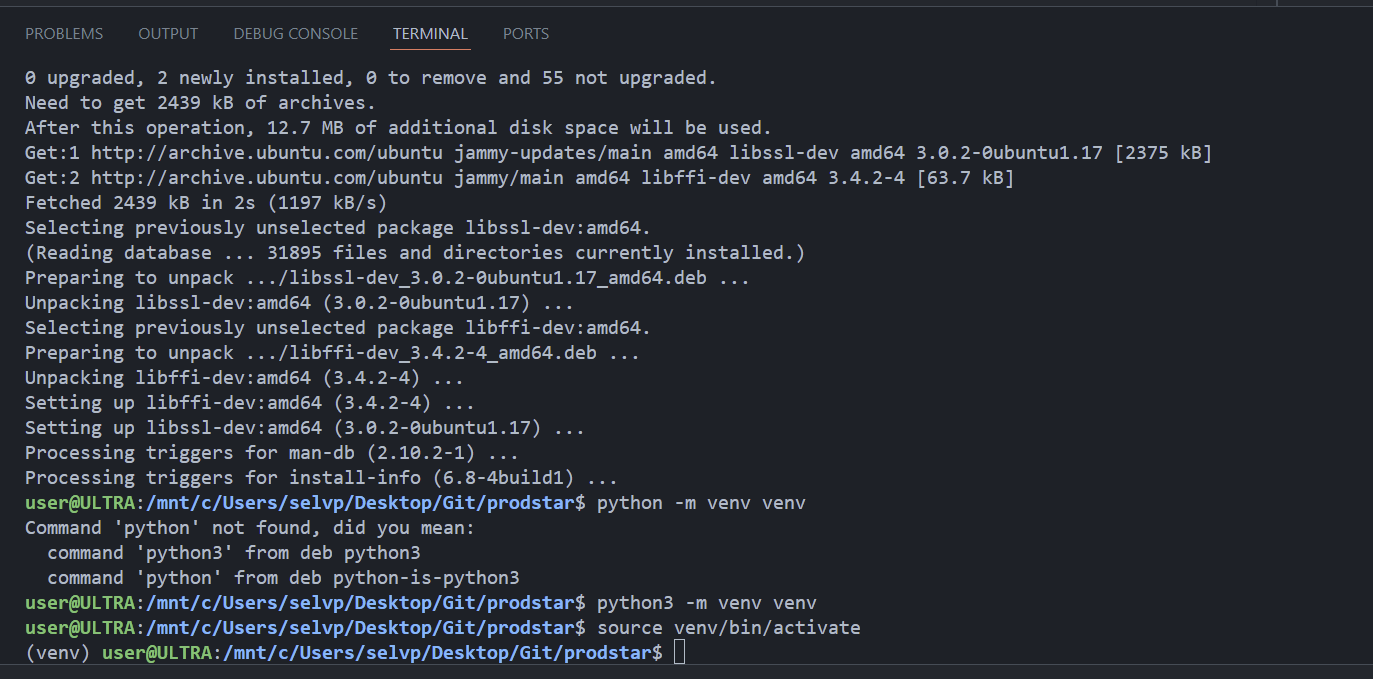 PROBLEMS OUTPUT DEBUG CONSOLE TERMINAL PORTS
0 upgraded, 2 newly installed, 0 to remove and 55 not upgraded.
Need to get 2439 kB of archives.
After this operation, 12.7 MB of additional disk space will be used.
Get:1 http://archive.ubuntu.com/ubuntu jammy-updates/main amd64 libssl-dev amd64 3.0.2-0ubuntu1.17 [2375 kB]
Get:2 http://archive.ubuntu.com/ubuntu jammy/main amd64 libffi-dev amd64 3.4.2-4 [63.7 kB]
Fetched 2439 kB in 2s (1197 kB/s)
Selecting previously unselected package libssl-dev:amd64.
(Reading database ... 31895 files and directories currently installed.)
Preparing to unpack .../libssl-dev_3.0.2-0ubuntu1.17_amd64.deb ...
Unpacking libssl-dev:amd64 (3.0.2-0ubuntu1.17) ...
Selecting previously unselected package libffi-dev:amd64.
Preparing to unpack .../libffi-dev_3.4.2-4_amd64.deb ...
Unpacking libffi-dev:amd64 (3.4.2-4) ...
Setting up libffi-dev:amd64 (3.4.2-4) ...
Setting up libssl-dev:amd64 (3.0.2-0ubuntu1.17) ...
Processing triggers for man-db (2.10.2-1) ...
Processing triggers for install-info (6.8-4build1) ...
user@ULTRA:/mnt/c/Users/selvp/Desktop/Git/prodstar$ python -m venv venv
Command 'python' not found, did you mean:
  command 'python3' from deb python3
  command 'python' from deb python-is-python3
user@ULTRA:/mnt/c/Users/selvp/Desktop/Git/prodstar$ python3 -m venv venv
user@ULTRA:/mnt/c/Users/selvp/Desktop/Git/prodstar$ source venv/bin/activate
(venv) user@ULTRA:/mnt/c/Users/selvp/Desktop/Git/prodstar$